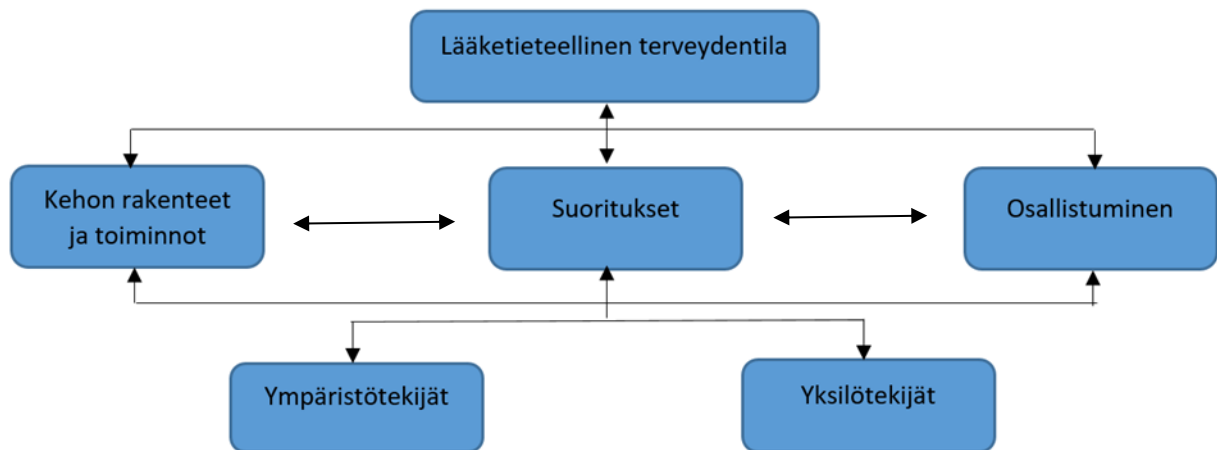 Lääketieteellinen terveydentila
Kehon rakenteet
ja toiminnot
Suoritukset
Osallistuminen
Ympäristötekijät
Yksilötekijät